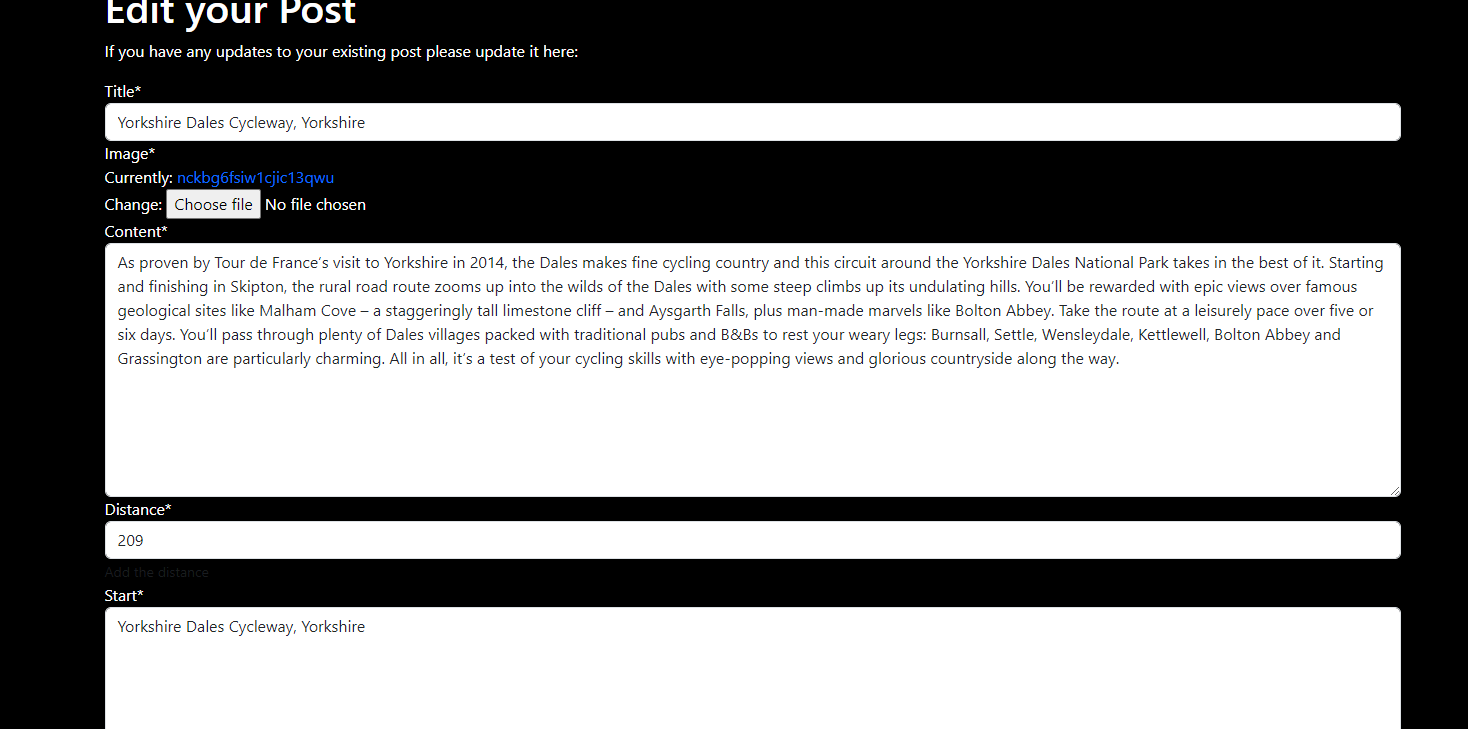 Edit your Post
If you have any updates to your existing post please update it here:
Title*
Yorkshire Dales Cycleway, Yorkshire
Image*
Currently: nckbg6fsiw1cjic13qwu
Change: Choose file No file chosen
Content*
As proven by Tour de France’s visit to Yorkshire in 2014, the Dales makes fine cycling country and this circuit around the Yorkshire Dales National Park takes in the best of it. Starting
and finishing in Skipton, the rural road route zooms up into the wilds of the Dales with some steep climbs up its undulating hills. You’ll be rewarded with epic views over famous
geological sites like Malham Cove – a staggeringly tall limestone cliff – and Aysgarth Falls, plus man-made marvels like Bolton Abbey. Take the route at a leisurely pace over five or
six days. You’ll pass through plenty of Dales villages packed with traditional pubs and B&Bs to rest your weary legs: Burnsall, Settle, Wensleydale, Kettlewell, Bolton Abbey and
Grassington are particularly charming. All in all, it’s a test of your cycling skills with eye-popping views and glorious countryside along the way.
Distance*
209
Add the distance
Start*
Yorkshire Dales Cycleway, Yorkshire